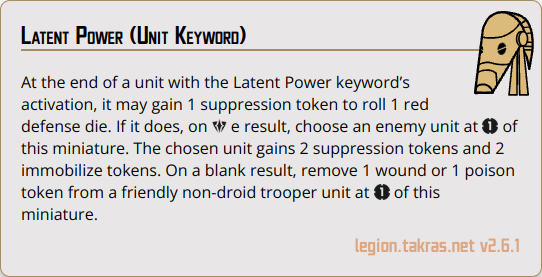 Latent Power (Unit Keyword)
At the end of a unit with the Latent Power keyword's
activation, it may gain 1 suppression token to roll 1 red
defense die. If it does, on e result, choose an enemy unit at 1 of
this miniature. The chosen unit gains 2 suppression tokens and 2
immobilize tokens. On a blank result, remove 1 wound or 1 poison
token from a friendly non-droid trooper unit at 1 of this
miniature.
legion.takras.net v2.6.1